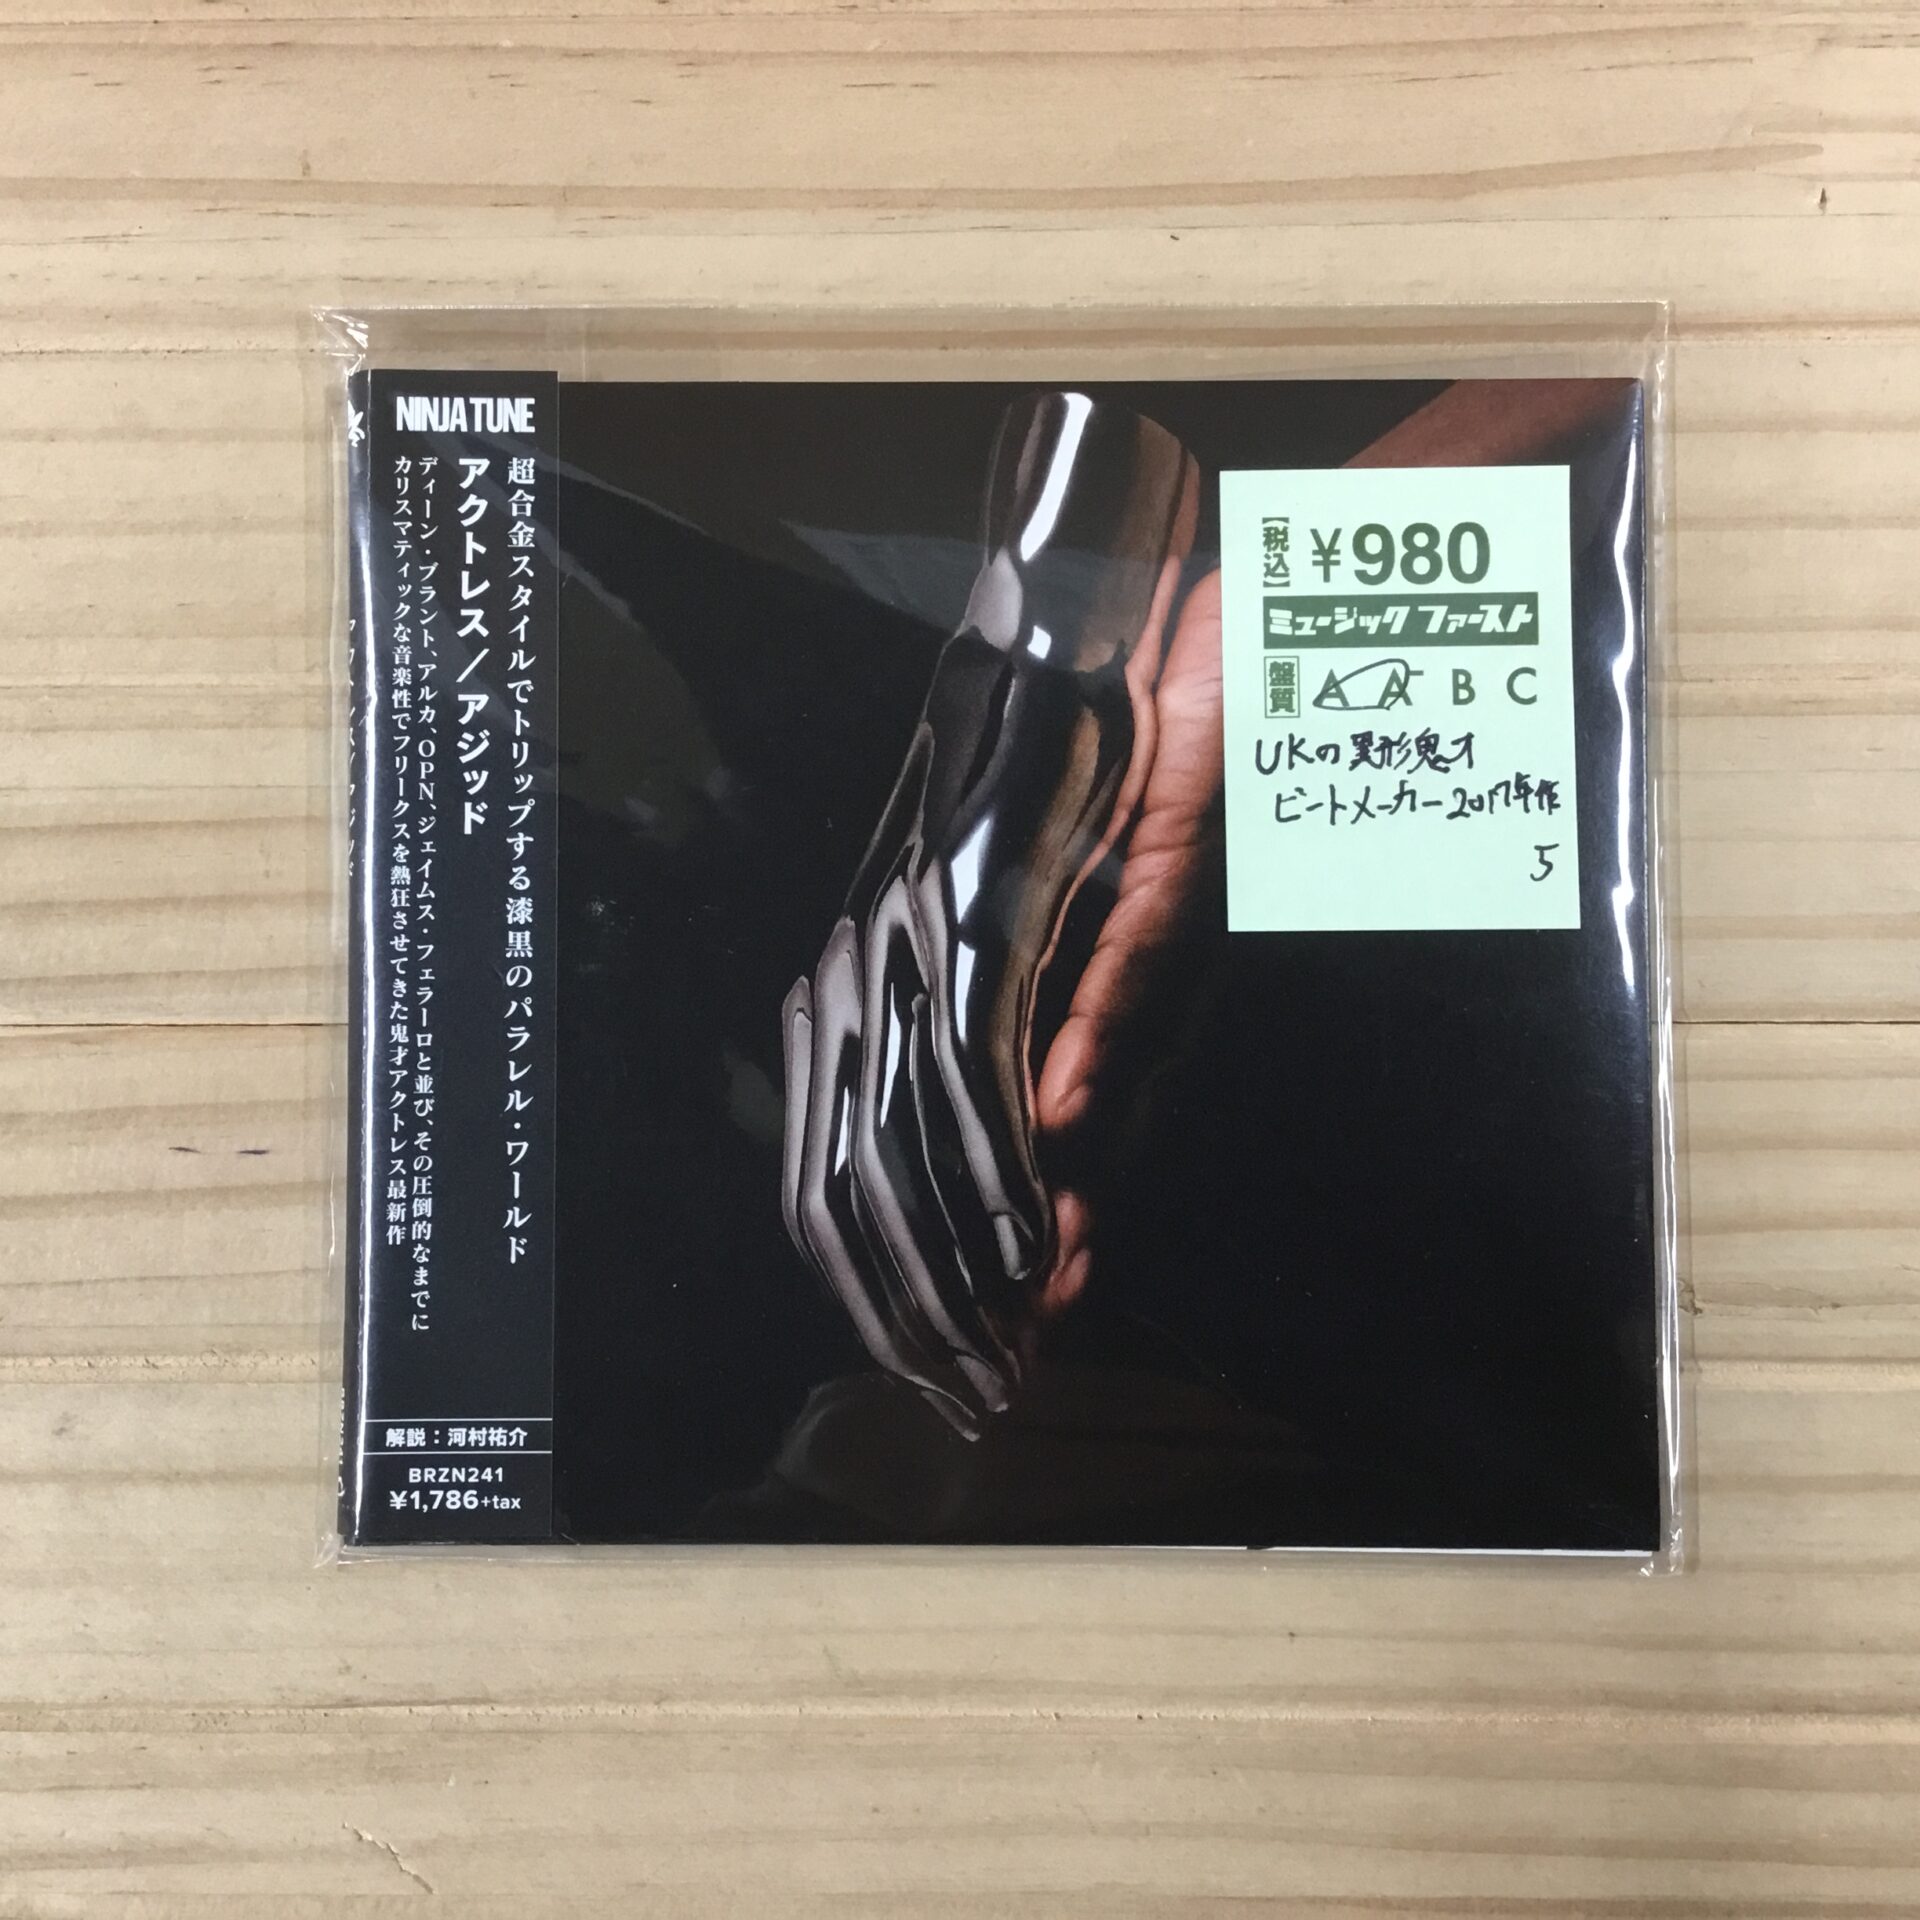 NINJA TUNE
超合金スタイルでトリップする漆黒のパラレル・ワールド
アクトレス／アジッド
ディーン・ブラント、アルカ、OPN、ジェイムス・フェラーロと並び、その圧倒的なまでに
カリスマティックな音楽性でフリークスを熱狂させてきた鬼才アクトレス最新作
解説：河村祐介
BRZN241
¥1,786+tax
【税込】 ¥980
ミュージック ファースト
盤質 A A⁻ B C
UKの異形鬼才
ビートメーカー2017年作
5